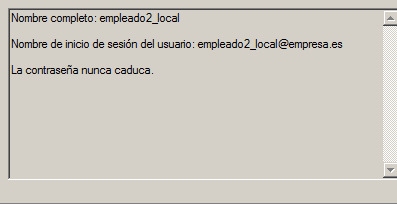 Nombre completo: empleado2_local
Nombre de inicio de sesión del usuario: empleado2_local@empresa.es
La contraseña nunca caduca.